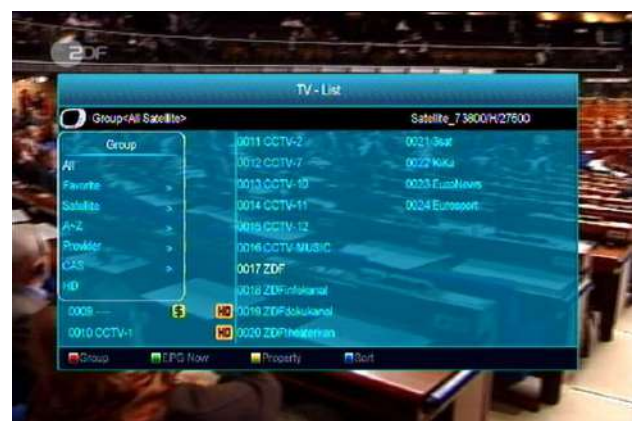 ZDF
TV - List
Group<All Satellite> Satellite_7 3800/H/27500
Group
All
Favorite >
Satellite >
A~Z >
Provider >
CAS >
HD
0009 ---- $
0010 CCTV-1 HD
0011 CCTV-2
0012 CCTV-7
0013 CCTV-10
0014 CCTV-11
0015 CCTV-12
0016 CCTV-MUSIC
0017 ZDF
0018 ZDFinfokanal
HD 0019 ZDFdokukanal
0020 ZDFtheaterkan
0021 3sat
0022 KiKa
0023 EuroNews
0024 Eurosport
Group EPG Now Property Sort